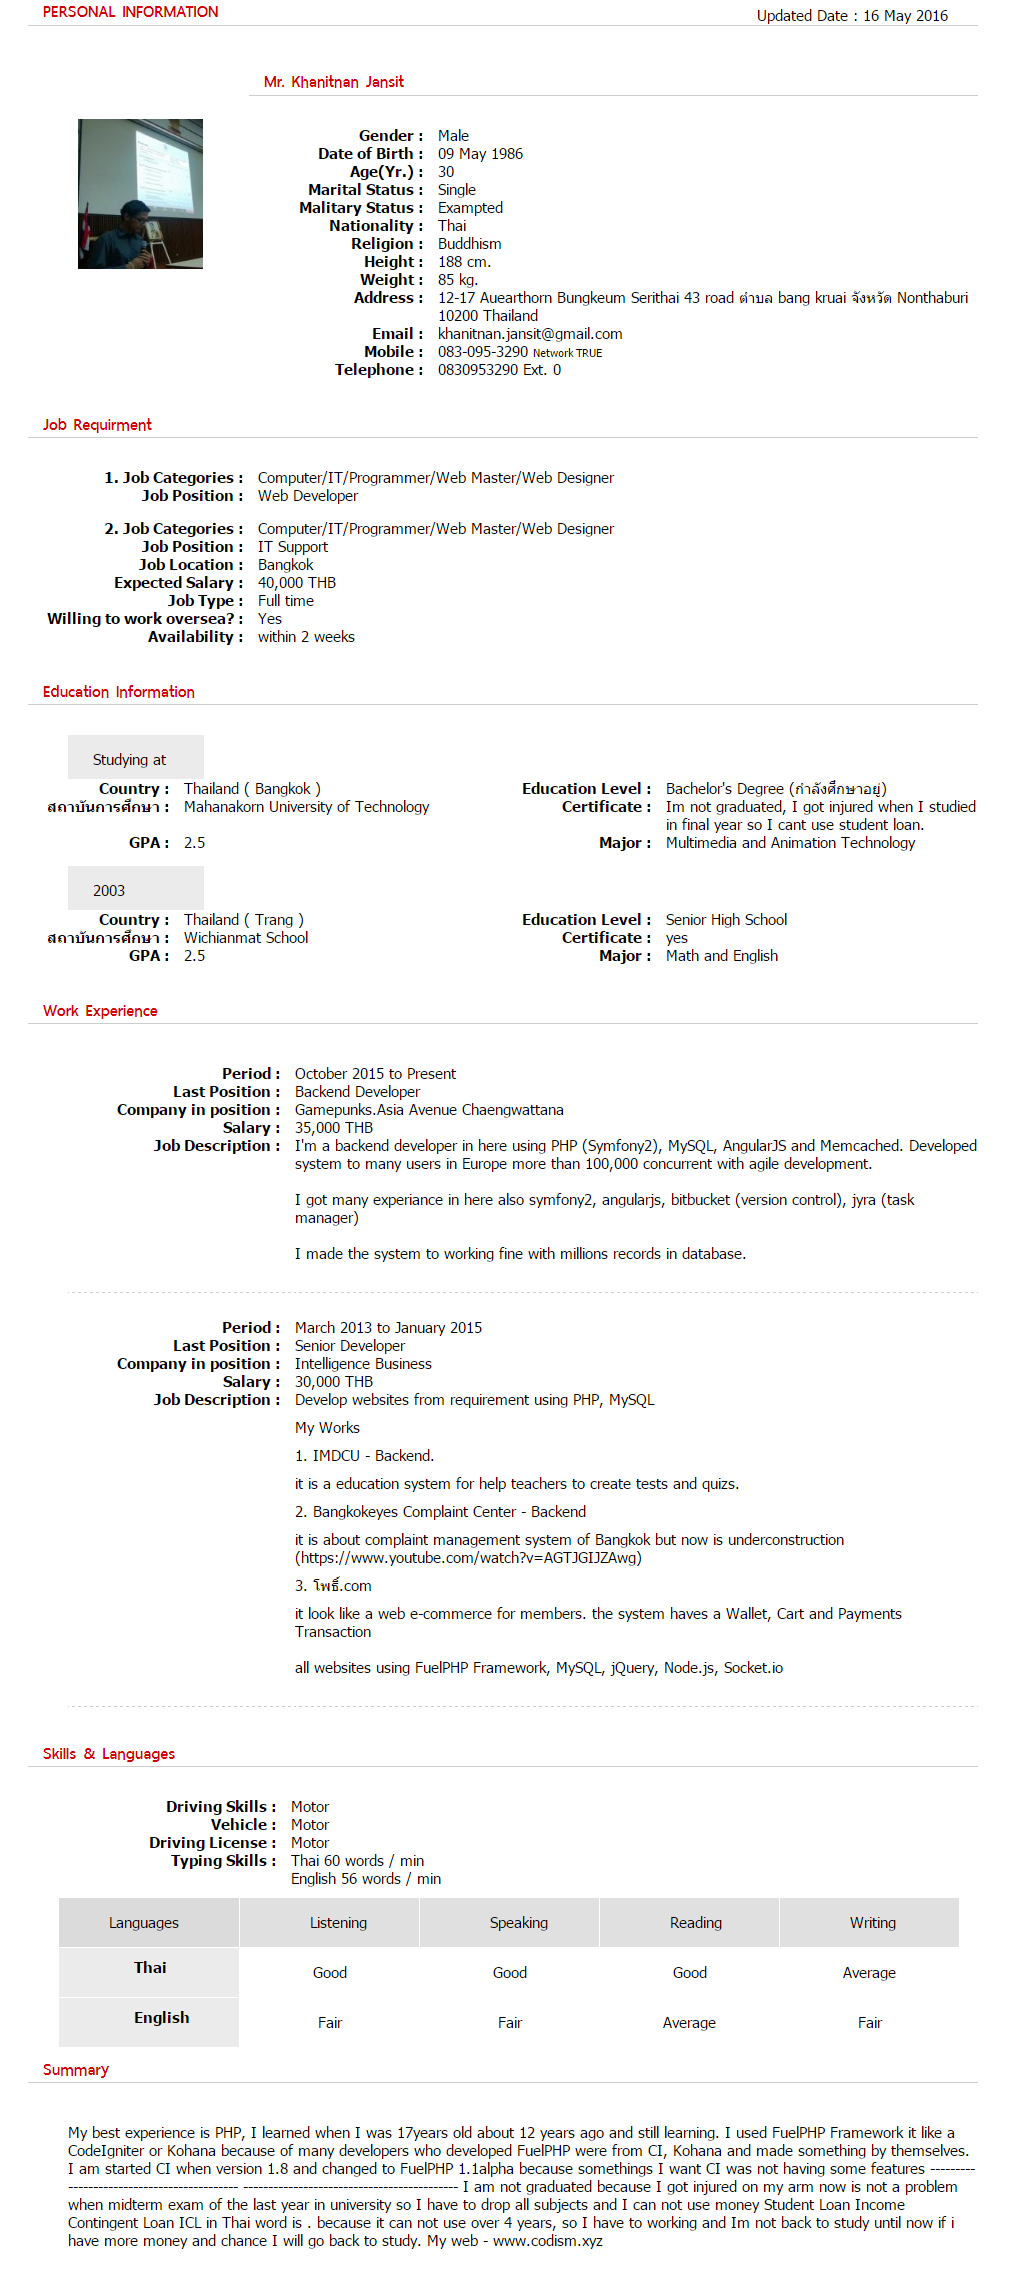 PERSONAL INFORMATION
Updated Date : 16 May 2016
Mr. Khanitnan Jansit
Gender : Male
Date of Birth : 09 May 1986
Age(Yr.) : 30
Marital Status : Single
Malitary Status : Exampted
Nationality : Thai
Religion : Buddhism
Height : 188 cm.
Weight : 85 kg.
Address : 12-17 Auearthorn Bungkeum Serithai 43 road ตำบล bang kruai จังหวัด Nonthaburi
10200 Thailand
Email : khanitnan.jansit@gmail.com
Mobile : 083-095-3290 Network TRUE
Telephone : 0830953290 Ext. 0
Job Requirment
1. Job Categories : Computer/IT/Programmer/Web Master/Web Designer
Job Position : Web Developer
2. Job Categories : Computer/IT/Programmer/Web Master/Web Designer
Job Position : IT Support
Job Location : Bangkok
Expected Salary : 40,000 THB
Job Type : Full time
Willing to work oversea? : Yes
Availability : within 2 weeks
Education Information
Studying at
Country : Thailand ( Bangkok ) Education Level : Bachelor's Degree (กำลังศึกษาอยู่)
สถาบันการศึกษา : Mahanakorn University of Technology Certificate : Im not graduated, I got injured when I studied
in final year so I cant use student loan.
GPA : 2.5 Major : Multimedia and Animation Technology
2003
Country : Thailand ( Trang ) Education Level : Senior High School
สถาบันการศึกษา : Wichianmat School Certificate : yes
GPA : 2.5 Major : Math and English
Work Experience
Period : October 2015 to Present
Last Position : Backend Developer
Company in position : Gamepunks.Asia Avenue Chaengwattana
Salary : 35,000 THB
Job Description : I'm a backend developer in here using PHP (Symfony2), MySQL, AngularJS and Memcached. Developed
system to many users in Europe more than 100,000 concurrent with agile development.
I got many experiance in here also symfony2, angularjs, bitbucket (version control), jyra (task
manager)
I made the system to working fine with millions records in database.
Period : March 2013 to January 2015
Last Position : Senior Developer
Company in position : Intelligence Business
Salary : 30,000 THB
Job Description : Develop websites from requirement using PHP, MySQL
My Works
1. IMDCU - Backend.
it is a education system for help teachers to create tests and quizs.
2. Bangkokeyes Complaint Center - Backend
it is about complaint management system of Bangkok but now is underconstruction
(https://www.youtube.com/watch?v=AGTJGIJZAwg)
3. โพธิ์.com
it look like a web e-commerce for members. the system haves a Wallet, Cart and Payments
Transaction
all websites using FuelPHP Framework, MySQL, jQuery, Node.js, Socket.io
Skills & Languages
Driving Skills : Motor
Vehicle : Motor
Driving License : Motor
Typing Skills : Thai 60 words / min
English 56 words / min
Languages Listening Speaking Reading Writing
Thai Good Good Good Average
English Fair Fair Average Fair
Summary
My best experience is PHP, I learned when I was 17years old about 12 years ago and still learning. I used FuelPHP Framework it like a
CodeIgniter or Kohana because of many developers who developed FuelPHP were from CI, Kohana and made something by themselves.
I am started CI when version 1.8 and changed to FuelPHP 1.1alpha because somethings I want CI was not having some features ---------
---------------------------------- ------------------------------------------- I am not graduated because I got injured on my arm now is not a problem
when midterm exam of the last year in university so I have to drop all subjects and I can not use money Student Loan Income
Contingent Loan ICL in Thai word is . because it can not use over 4 years, so I have to working and Im not back to study until now if i
have more money and chance I will go back to study. My web - www.codism.xyz